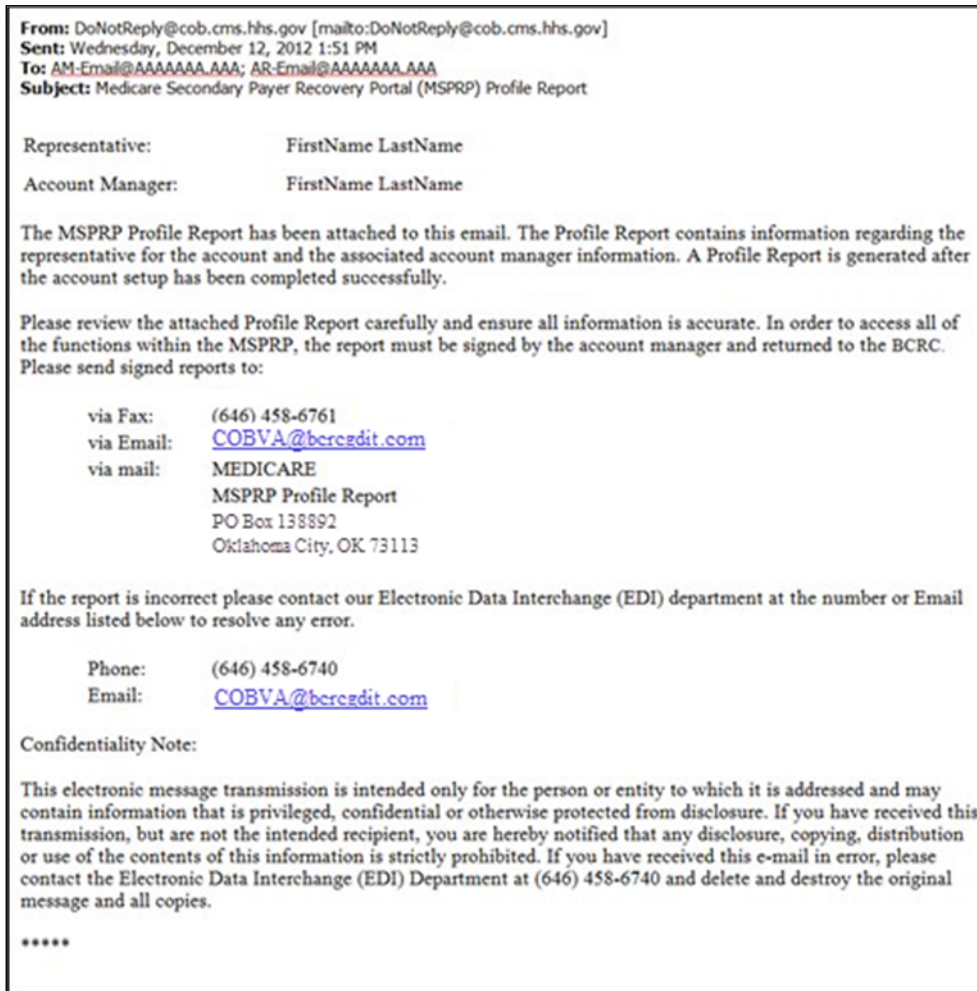 From: DoNotReply@cob.cms.hhs.gov [mailto:DoNotReply@cob.cms.hhs.gov]
Sent: Wednesday, December 12, 2012 1:51 PM
To: AM-Email@AAAAAAA.AAA; AR-Email@AAAAAAA.AAA
Subject: Medicare Secondary Payer Recovery Portal (MSPRP) Profile Report
Representative: FirstName LastName
Account Manager: FirstName LastName
The MSPRP Profile Report has been attached to this email. The Profile Report contains information regarding the
representative for the account and the associated account manager information. A Profile Report is generated after
the account setup has been completed successfully.
Please review the attached Profile Report carefully and ensure all information is accurate. In order to access all of
the functions within the MSPRP, the report must be signed by the account manager and returned to the BCRC.
Please send signed reports to:
via Fax: (646) 458-6761
via Email: COBVA@bcrcgdit.com
via mail: MEDICARE
MSPRP Profile Report
PO Box 138892
Oklahoma City, OK 73113
If the report is incorrect please contact our Electronic Data Interchange (EDI) department at the number or Email
address listed below to resolve any error.
Phone: (646) 458-6740
Email: COBVA@bcrcgdit.com
Confidentiality Note:
This electronic message transmission is intended only for the person or entity to which it is addressed and may
contain information that is privileged, confidential or otherwise protected from disclosure. If you have received this
transmission, but are not the intended recipient, you are hereby notified that any disclosure, copying, distribution
or use of the contents of this information is strictly prohibited. If you have received this e-mail in error, please
contact the Electronic Data Interchange (EDI) Department at (646) 458-6740 and delete and destroy the original
message and all copies.
*****